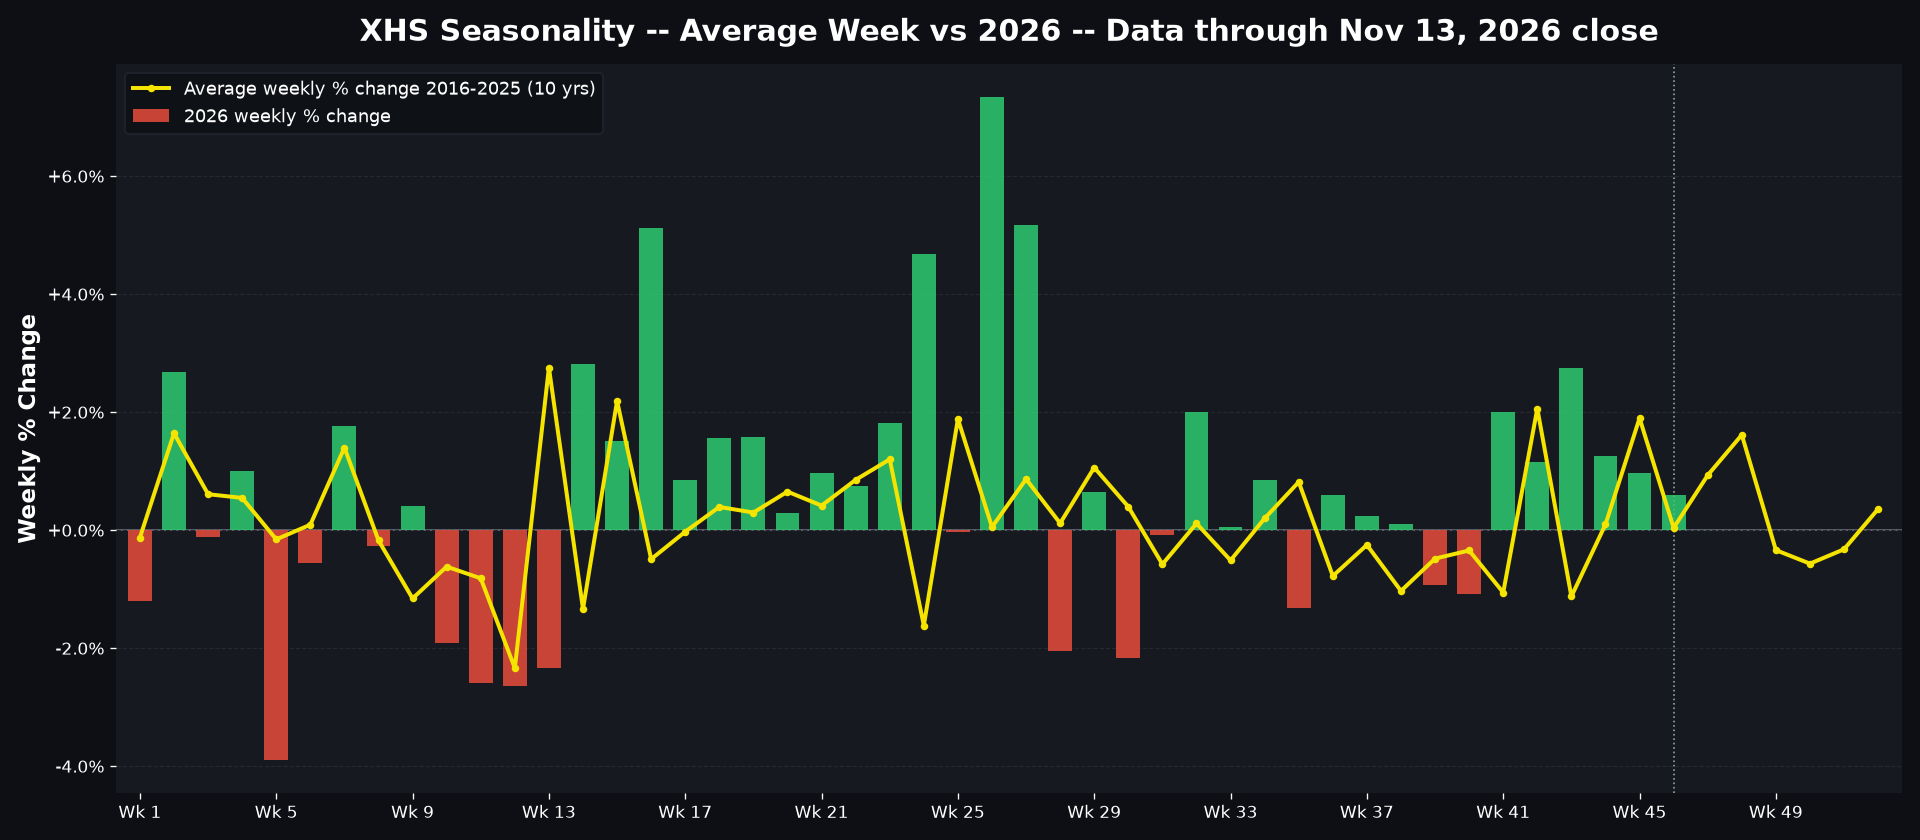 XHS Seasonality -- Average Week vs 2026 -- Data through Nov 13, 2026 close
Average weekly % change 2016-2025 (10 yrs)
2026 weekly % change
Weekly % Change
+6.0%
+4.0%
+2.0%
+0.0%
-2.0%
-4.0%
Wk 1 Wk 5 Wk 9 Wk 13 Wk 17 Wk 21 Wk 25 Wk 29 Wk 33 Wk 37 Wk 41 Wk 45 Wk 49